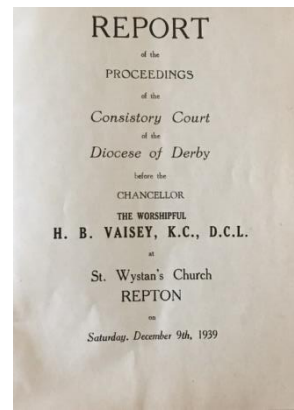 REPORT
of the
PROCEEDINGS
of the
Consistory Court
of the
Diocese of Derby
before the
CHANCELLOR
THE WORSHIPFUL
H. B. VAISEY, K.C., D.C.L.
at
St. Wystan's Church
REPTON
on
Saturday, December 9th, 1939